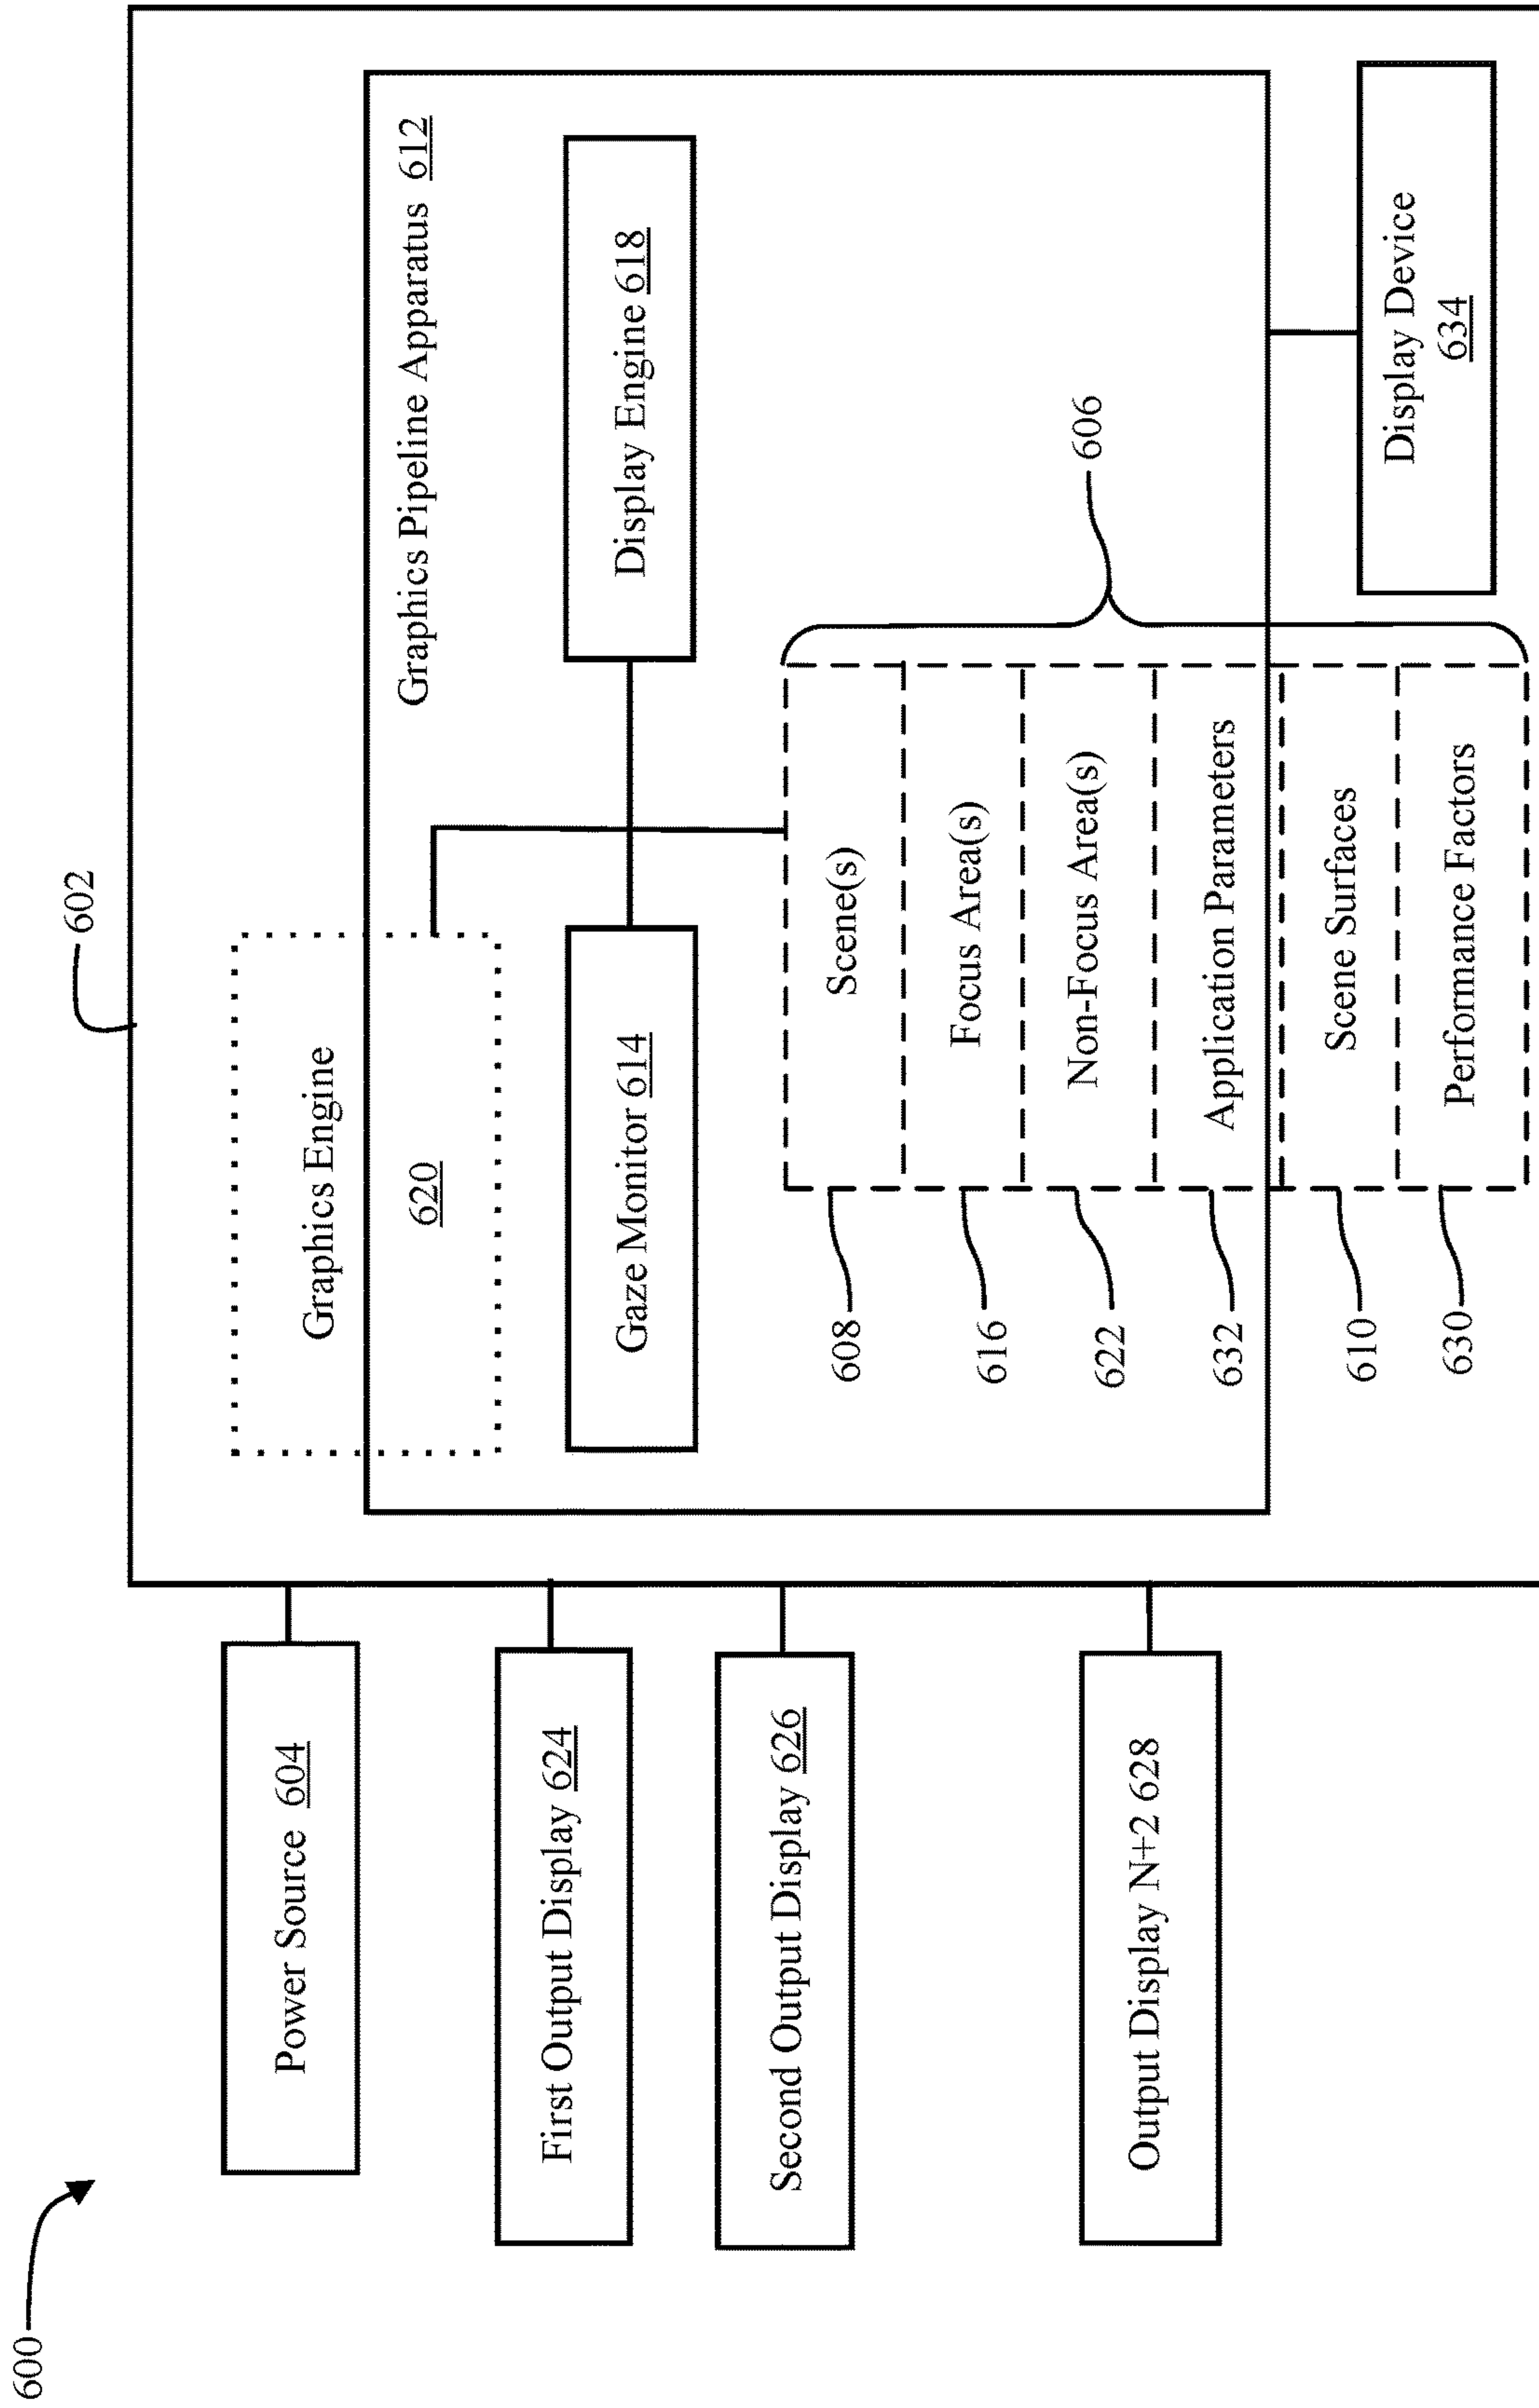 600
602
Power Source 604
First Output Display 624
Second Output Display 626
Output Display N+2 628
Graphics Engine
620
Graphics Pipeline Apparatus 612
Gaze Monitor 614
Display Engine 618
606
608
Scene(s)
616
Focus Area(s)
622
Non-Focus Area(s)
632
Application Parameters
610
Scene Surfaces
630
Performance Factors
Display Device
634